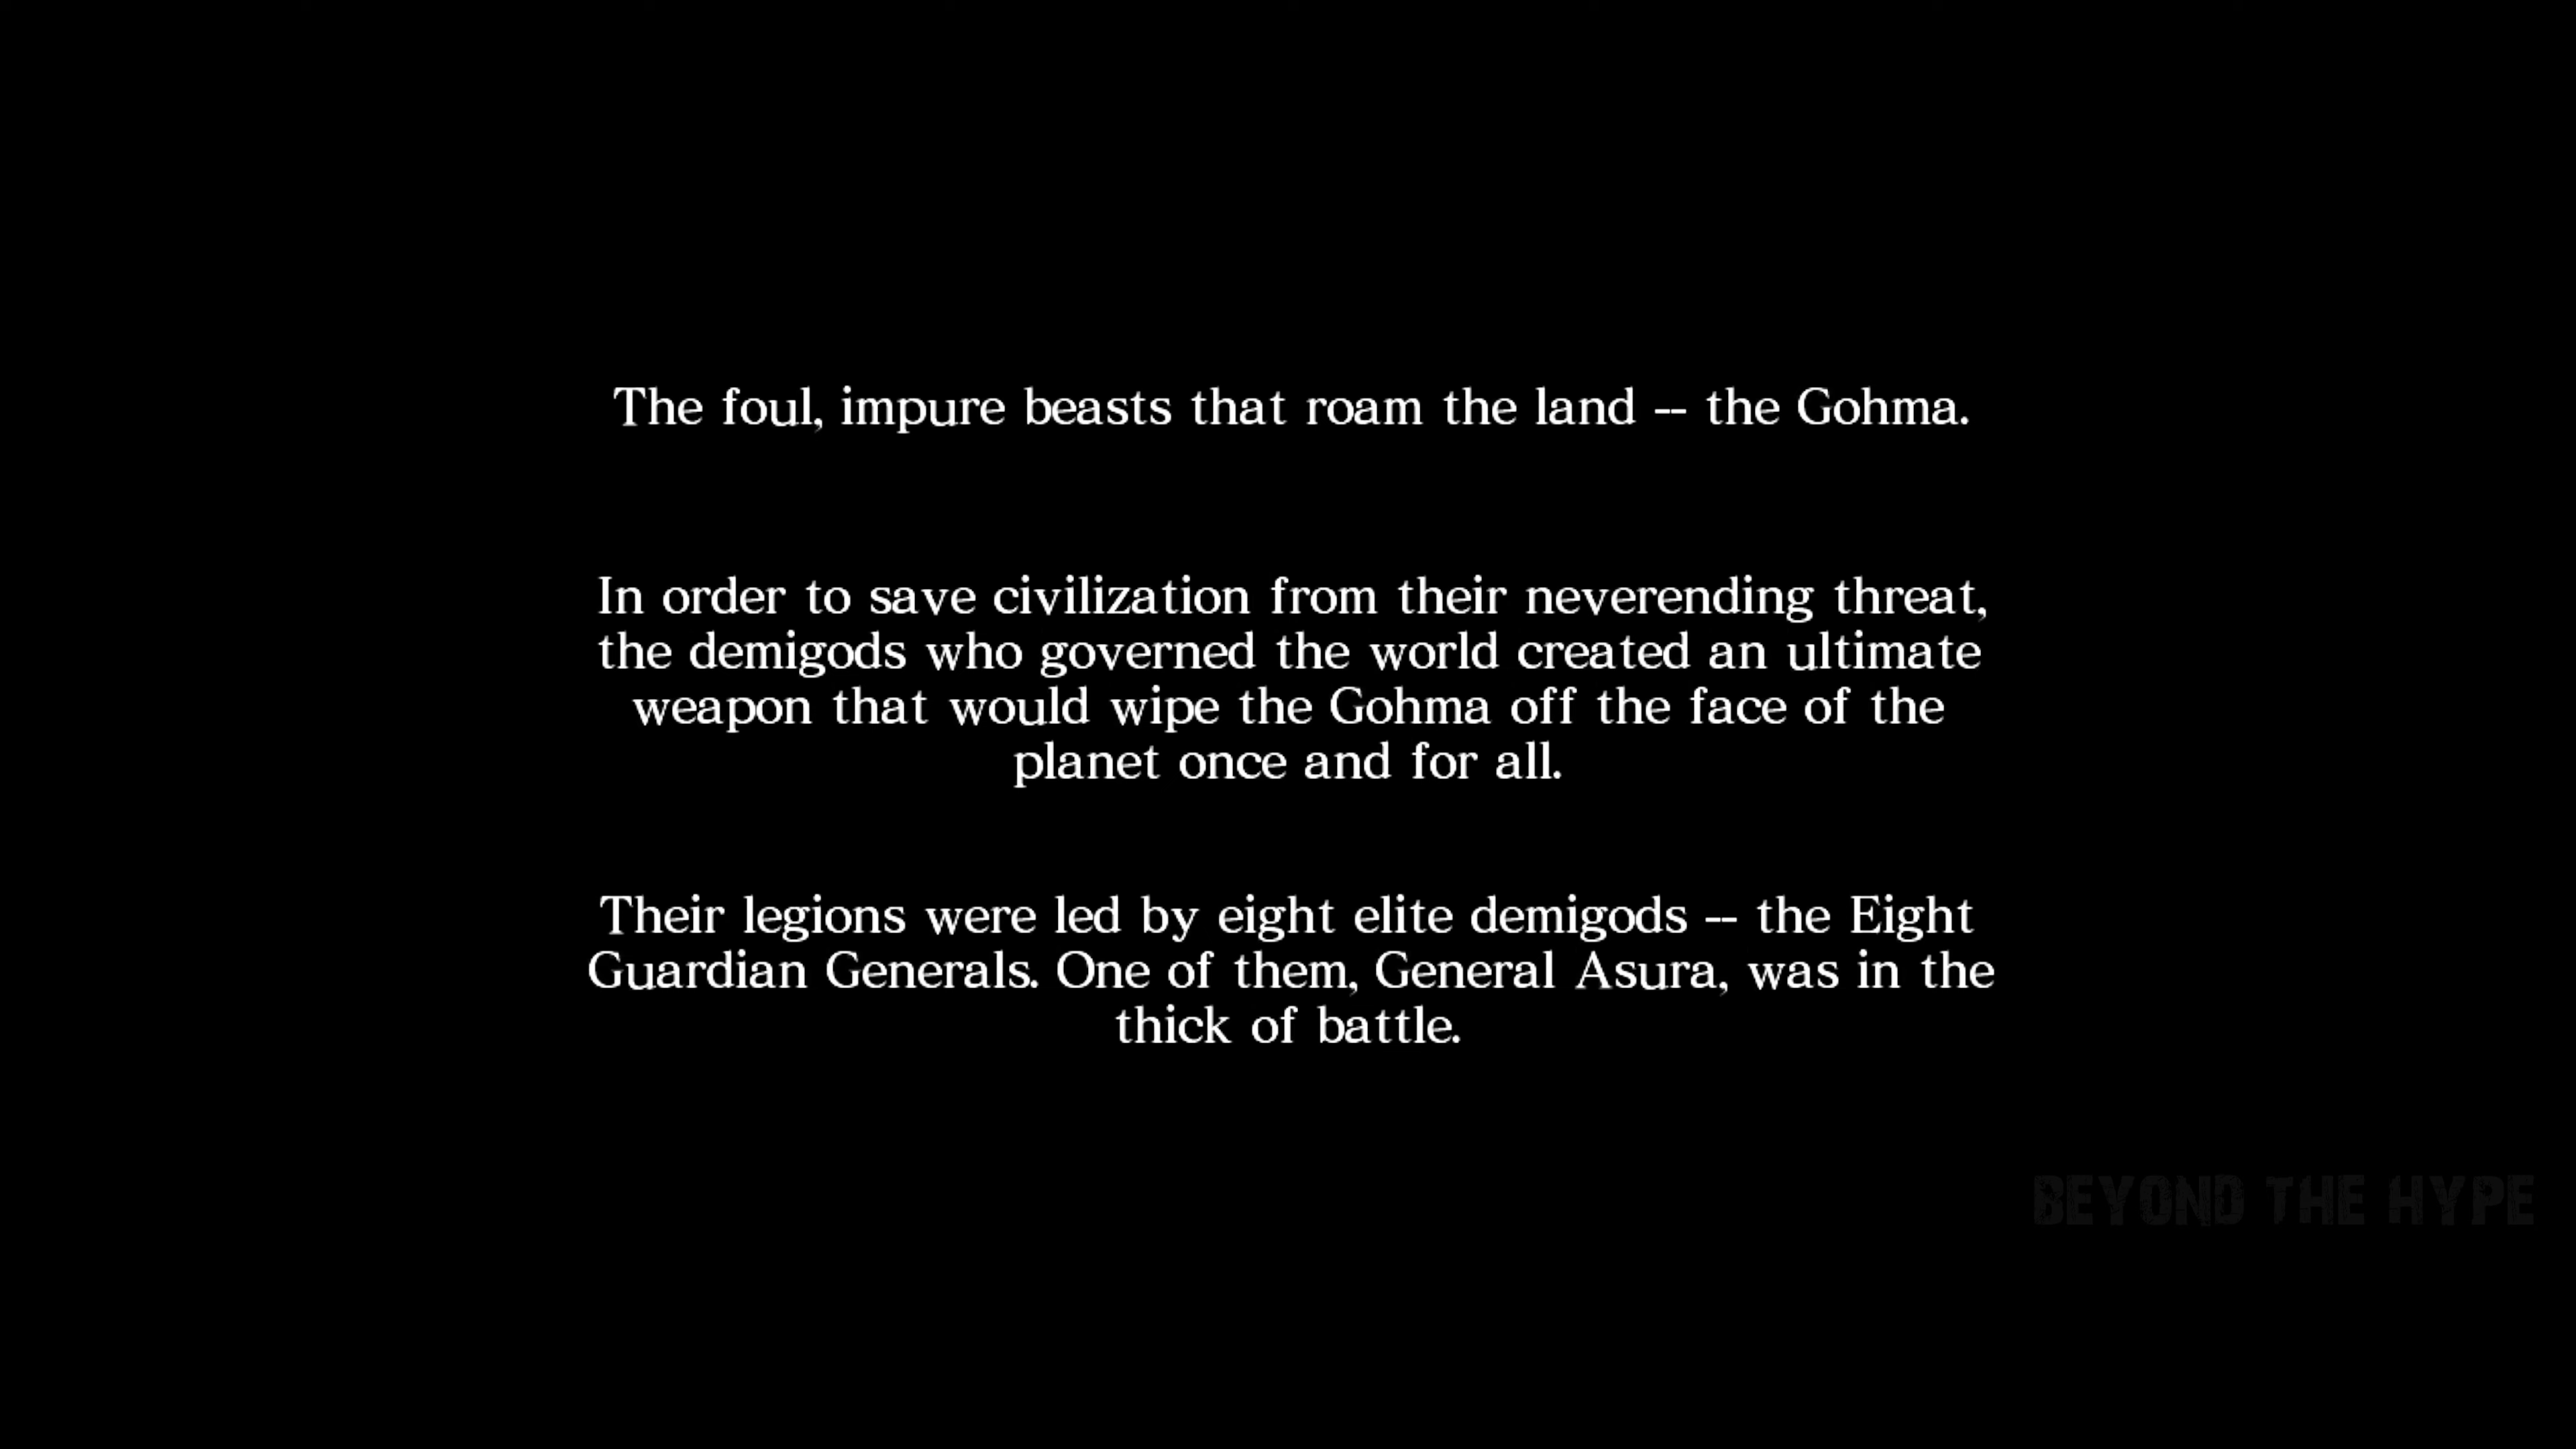 The foul, impure beasts that roam the land -- the Gohma.
In order to save civilization from their neverending threat,
the demigods who governed the world created an ultimate
weapon that would wipe the Gohma off the face of the
planet once and for all.
Their legions were led by eight elite demigods -- the Eight
Guardian Generals. One of them, General Asura, was in the
thick of battle.
BEYOND THE HYPE